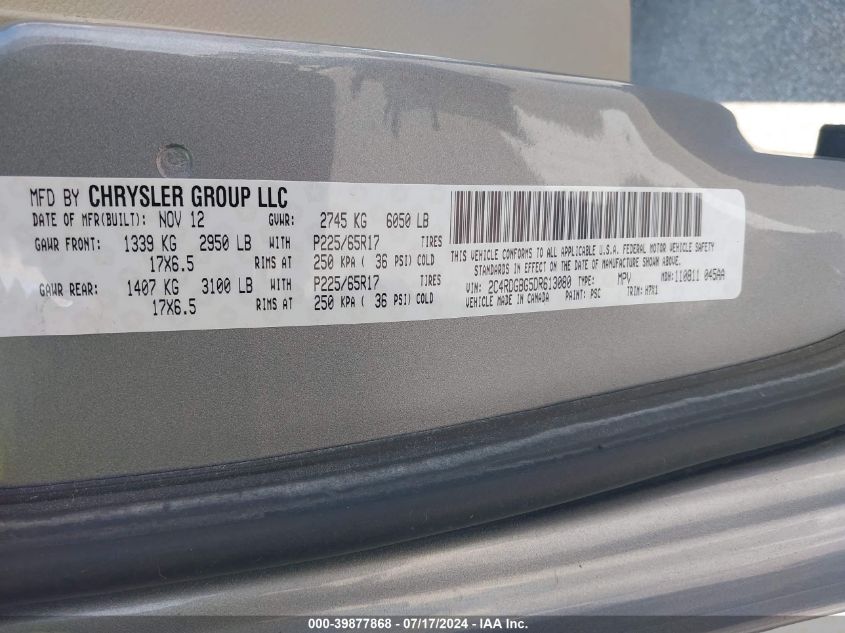 MFD BY CHRYSLER GROUP LLC
DATE OF MFR(BUILT): NOV 12 GVWR: 2745 KG 6050 LB
GAWR FRONT: 1339 KG 2950 LB WITH P225/65R17 TIRES
17X6.5 RIMS AT 250 KPA ( 36 PSI) COLD
GAWR REAR: 1407 KG 3100 LB WITH P225/65R17 TIRES
17X6.5 RIMS AT 250 KPA ( 36 PSI) COLD
THIS VEHICLE CONFORMS TO ALL APPLICABLE U.S.A. FEDERAL MOTOR VEHICLE SAFETY
STANDARDS IN EFFECT ON THE DATE OF MANUFACTURE SHOWN ABOVE.
VIN: 2C4RDGBG5DR613080 TYPE: MPV MDH: 110811 045AA
VEHICLE MADE IN CANADA PAINT: PSC TRIM: H7X1
000-39877868 - 07/17/2024 - IAA Inc.